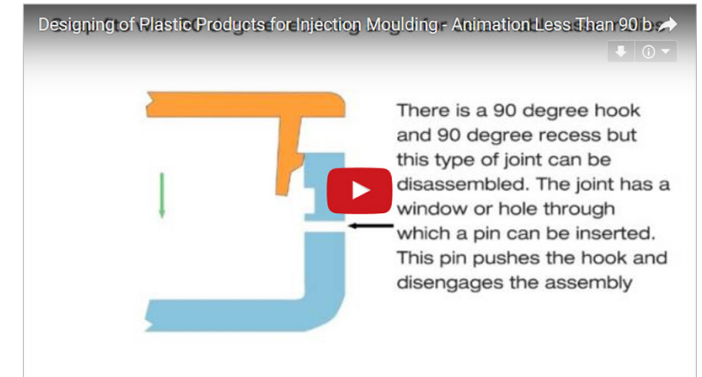 Designing of Plastic Products for Injection Moulding - Animation Less Than 90 b
There is a 90 degree hook
and 90 degree recess but
this type of joint can be
disassembled. The joint has a
window or hole through
which a pin can be inserted.
This pin pushes the hook and
disengages the assembly